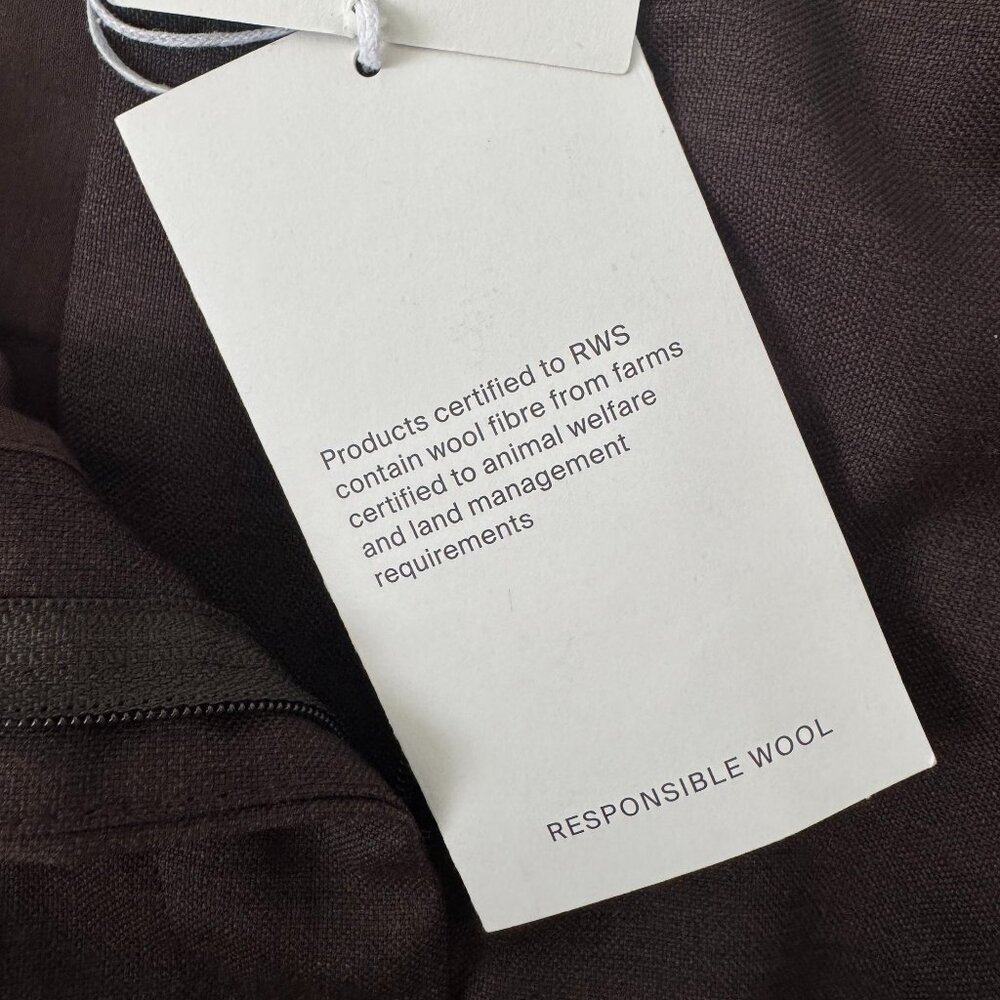 Products certified to RWS
contain wool fibre from farms
certified to animal welfare
and land management
requirements
RESPONSIBLE WOOL